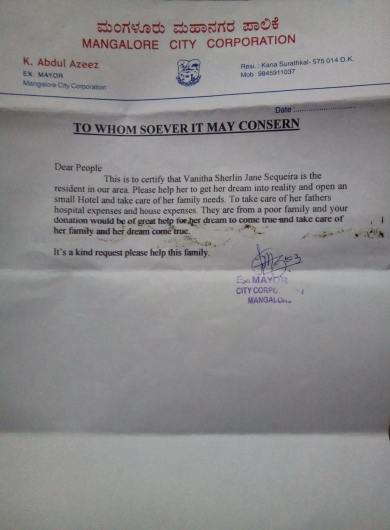 ಮಂಗಳೂರು ಮಹಾನಗರ ಪಾಲಿಕೆ
MANGALORE CITY CORPORATION
K. Abdul Azeez
EX. MAYOR
Mangalore City Corporation
Resi.: Kana Surathkal- 575 014 D.K.
Mob: 9845911037
Date :
TO WHOM SOEVER IT MAY CONSERN
Dear People
This is to certify that Vanitha Sherlin Jane Sequeira is the
resident in our area. Please help her to get her dream into reality and open an
small Hotel and take care of her family needs. To take care of her fathers
hospital expenses and house expenses. They are from a poor family and your
donation would be of great help for her dream to come true and take care of
her family and her dream come true.
It's a kind request please help this family.
Ex MAYOR
CITY
MANGALORE